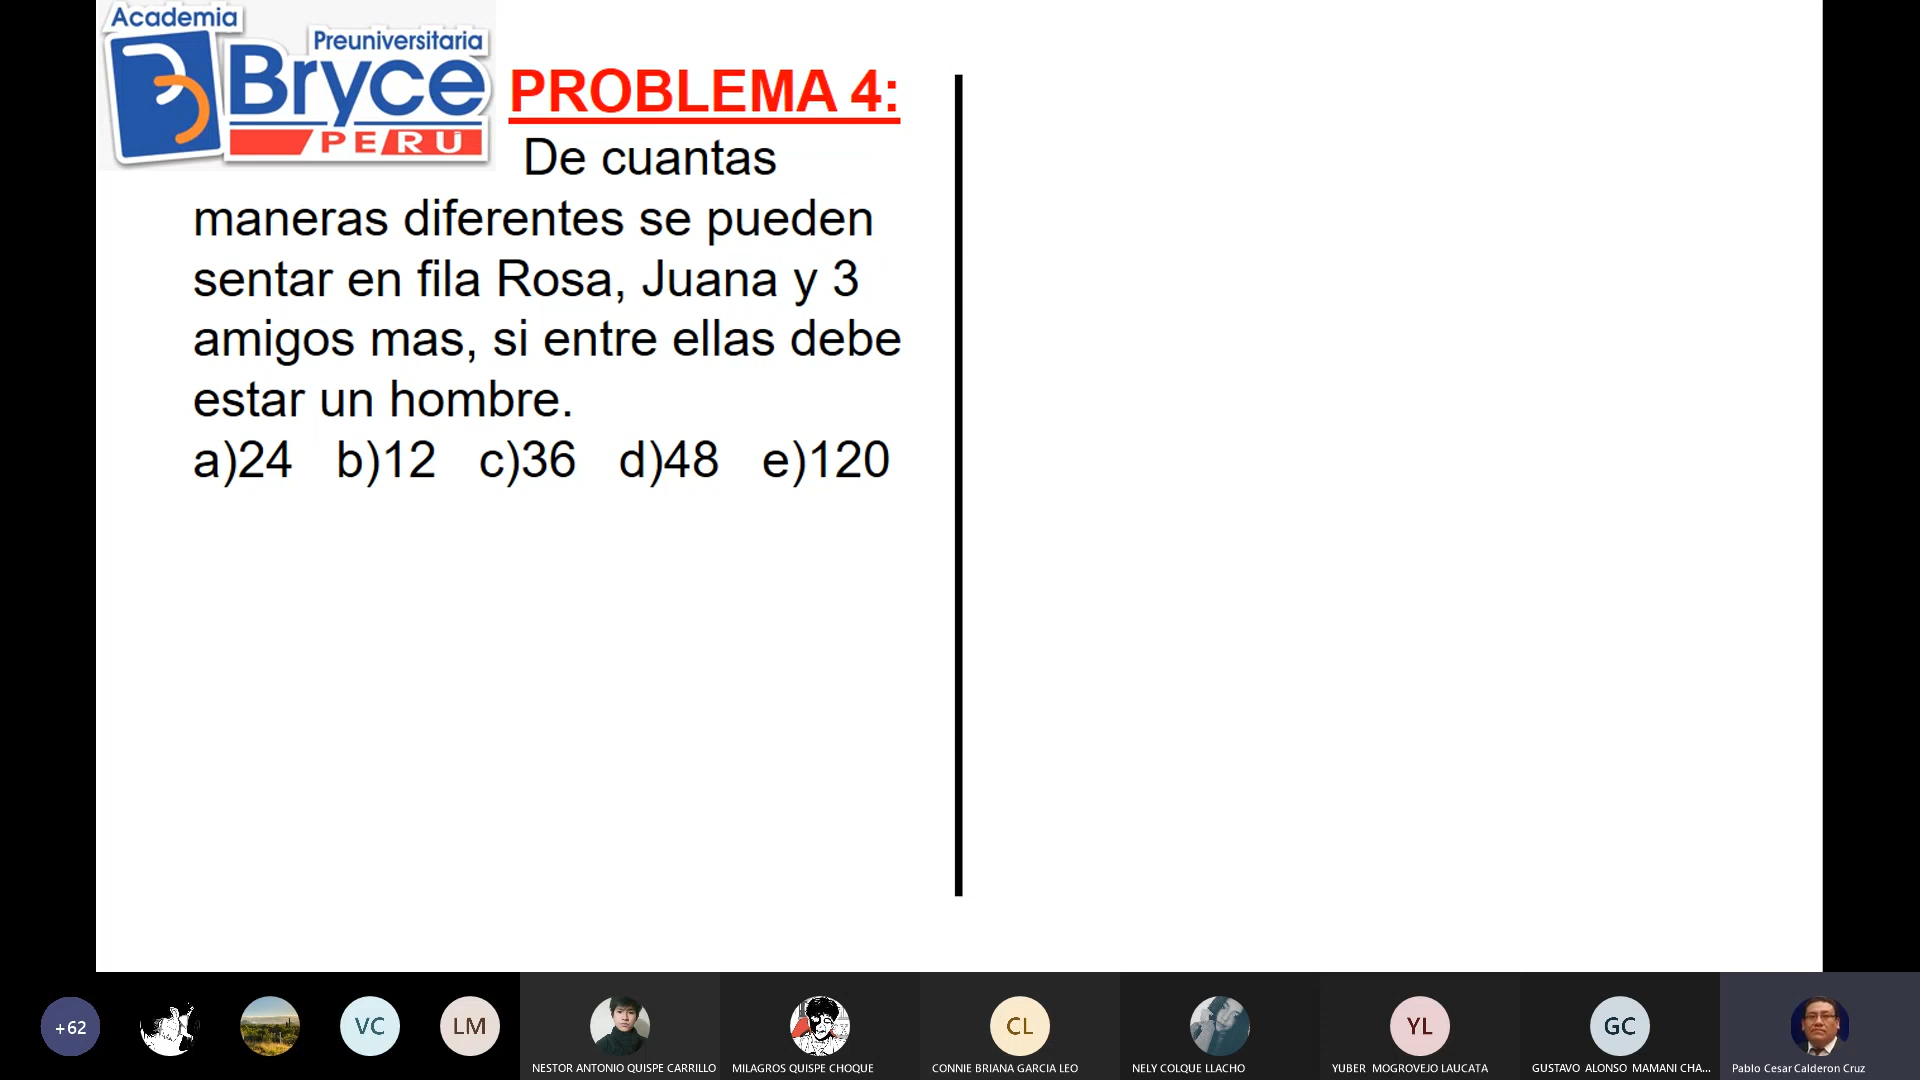 Academia
Preuniversitaria
Bryce
PERÚ
PROBLEMA 4:
De cuantas
maneras diferentes se pueden
sentar en fila Rosa, Juana y 3
amigos mas, si entre ellas debe
estar un hombre.
a)24 b)12 c)36 d)48 e)120
+62
VC
LM
CL
YL
GC
NESTOR ANTONIO QUISPE CARRILLO
MILAGROS QUISPE CHOQUE
CONNIE BRIANA GARCIA LEO
NELY COLQUE LLACHO
YUBER MOGROVEJO LAUCATA
GUSTAVO ALONSO MAMANI CHA...
Pablo Cesar Calderon Cruz